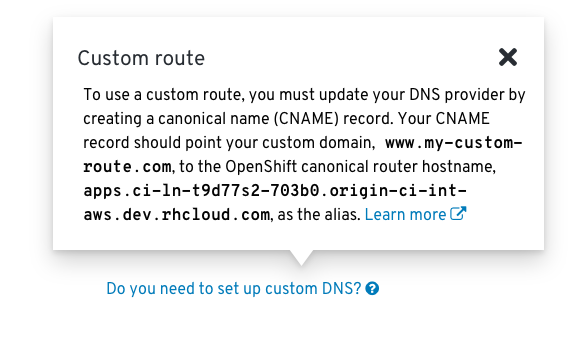 Custom route
To use a custom route, you must update your DNS provider by
creating a canonical name (CNAME) record. Your CNAME
record should point your custom domain, www.my-custom-
route.com, to the OpenShift canonical router hostname,
apps.ci-ln-t9d77s2-703b0.origin-ci-int-
aws.dev.rhcloud.com, as the alias. Learn more
Do you need to set up custom DNS?